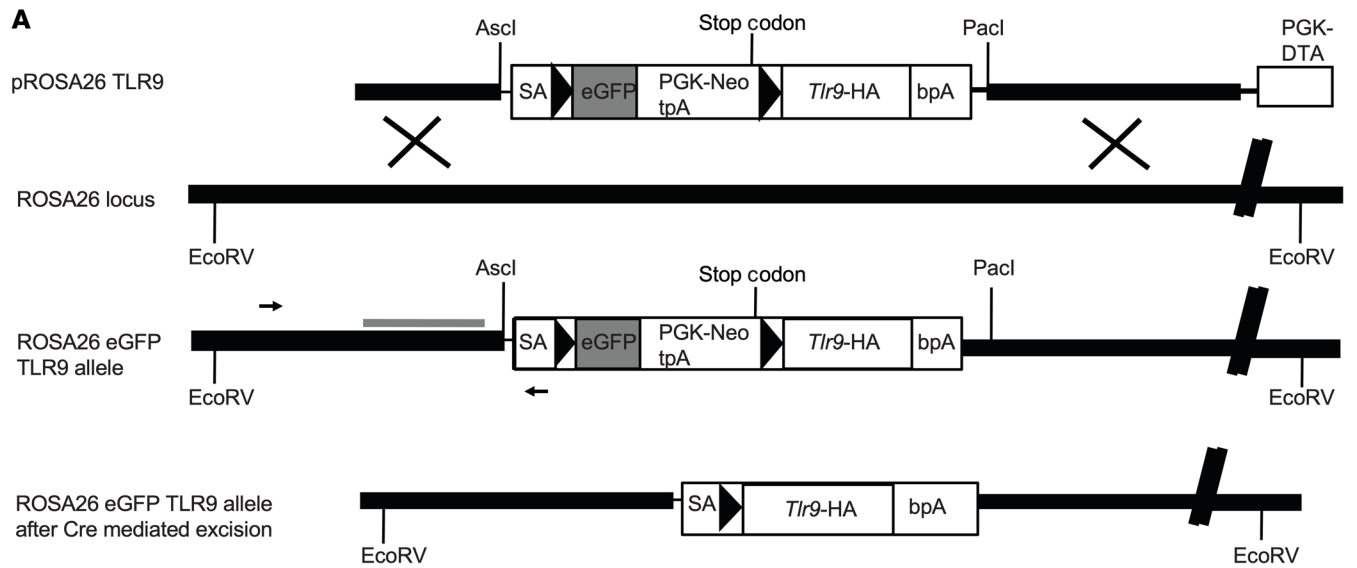 A
pROSA26 TLR9
AscI
Stop codon
PacI
PGK-
DTA
SA
eGFP
PGK-Neo
tpA
Tlr9-HA
bpA
ROSA26 locus
EcoRV
EcoRV
AscI
Stop codon
PacI
ROSA26 eGFP
TLR9 allele
SA
eGFP
PGK-Neo
tpA
Tlr9-HA
bpA
EcoRV
EcoRV
ROSA26 eGFP TLR9 allele
after Cre mediated excision
SA
Tlr9-HA
bpA
EcoRV
EcoRV